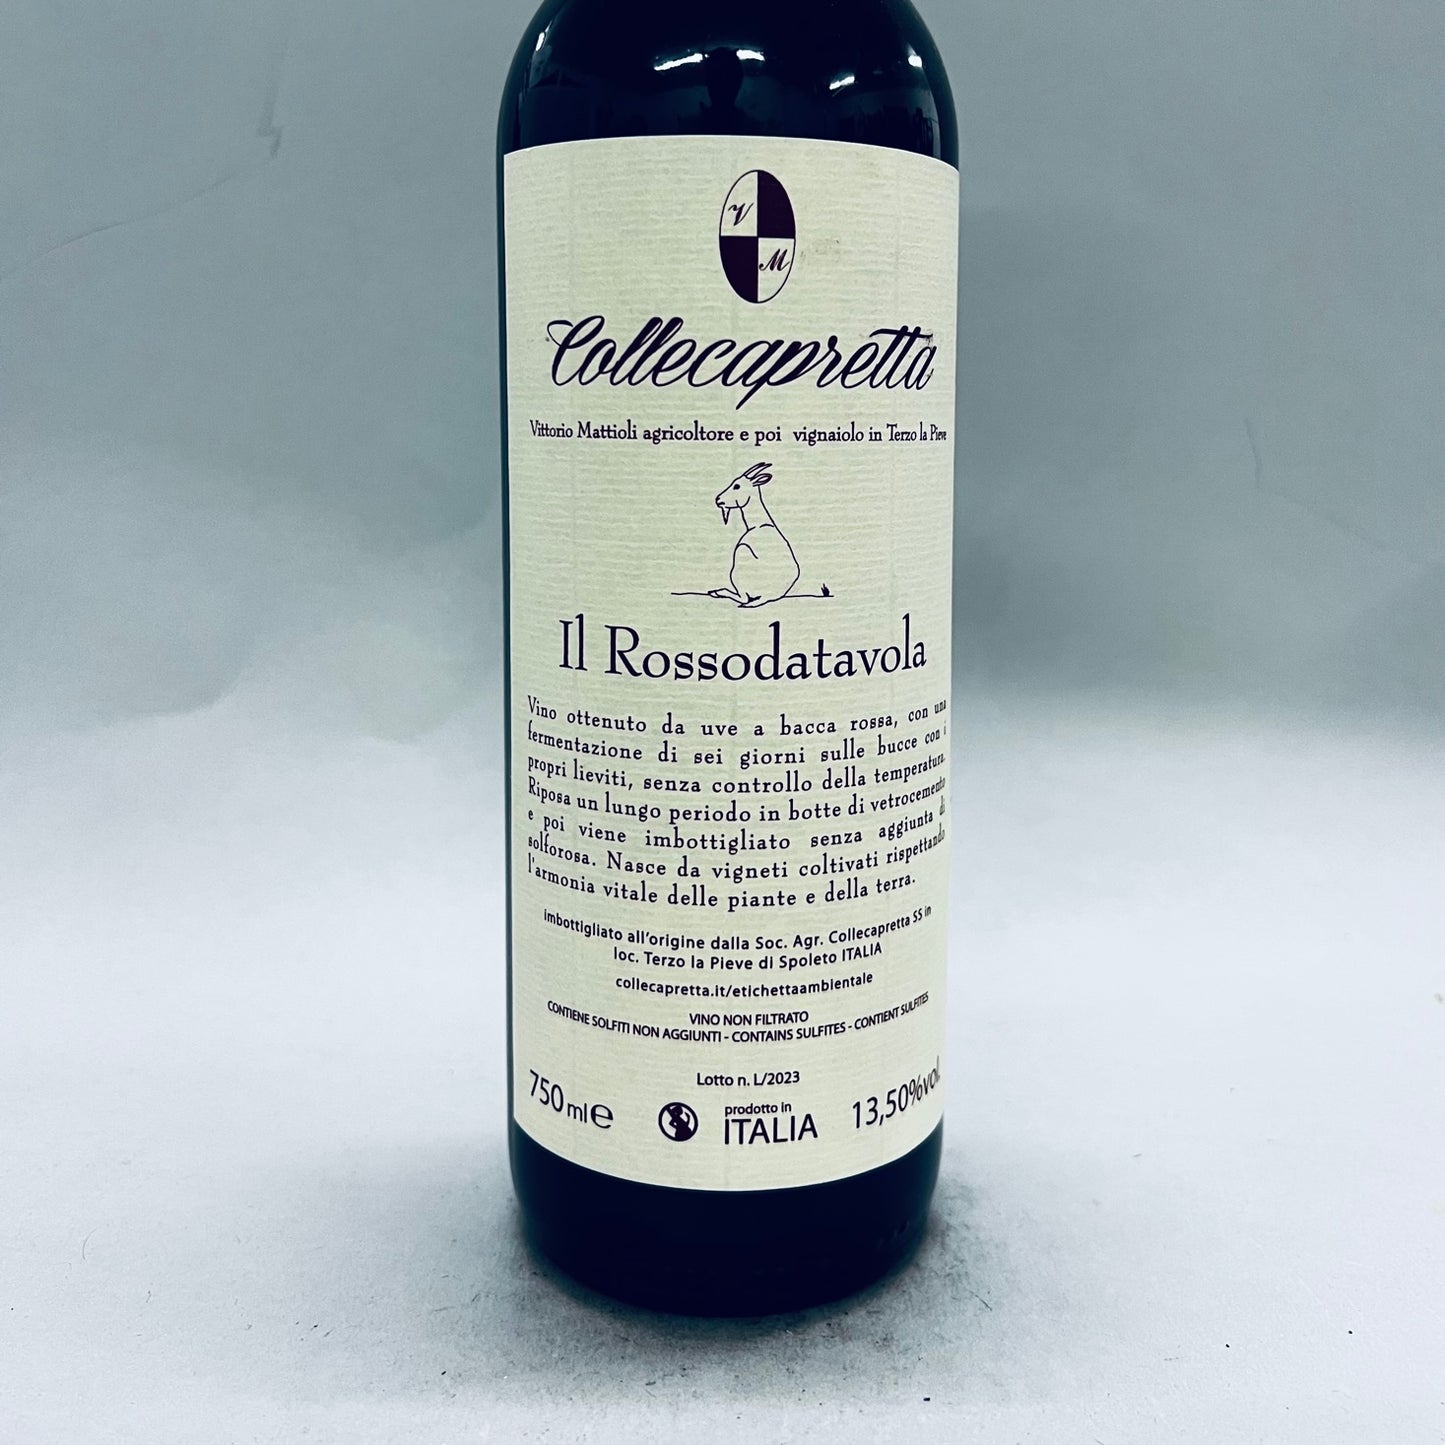 V
M
Collecapretta
Vittorio Mattioli agricoltore e poi vignaiolo in Terzo la Pieve
Il Rossodatavola
Vino ottenuto da uve a bacca rossa, con una
fermentazione di sei giorni sulle bucce con i
propri lieviti, senza controllo della temperatura.
Riposa un lungo periodo in botte di vetrocemento
e poi viene imbottigliato senza aggiunta di
solforosa. Nasce da vigneti coltivati rispettando
l'armonia vitale delle piante e della terra.
imbottigliato all'origine dalla Soc. Agr. Collecapretta SS in
loc. Terzo la Pieve di Spoleto ITALIA
collecapretta.it/etichettaambientale
VINO NON FILTRATO
CONTIENE SOLFITI NON AGGIUNTI - CONTAINS SULFITES - CONTIENT SULFITES
Lotto n. L/2023
750 ml e
prodotto in
ITALIA
13,50%vol.